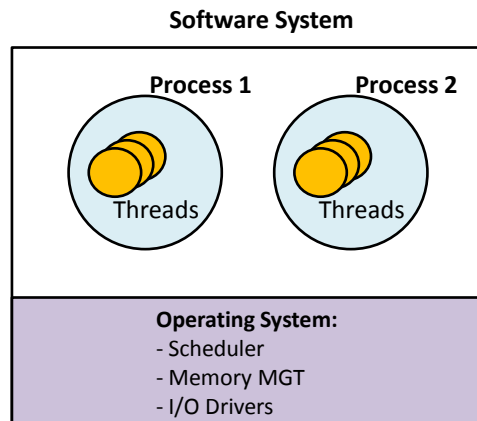 Software System
Process 1
Process 2
Threads
Threads
Operating System:
- Scheduler
- Memory MGT
- I/O Drivers